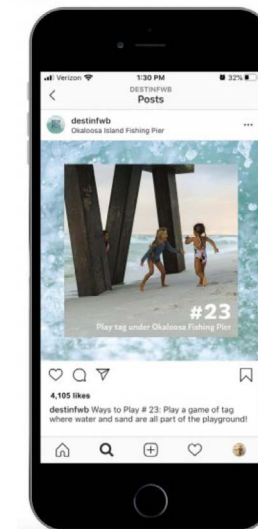 Verizon 1:30 PM 32%
DESTINFWB
Posts
destinfwb
Okaloosa Island Fishing Pier
#23
Play tag under Okaloosa Fishing Pier
4,105 likes
destinfwb Ways to Play # 23: Play a game of tag
where water and sand are all part of the playground!